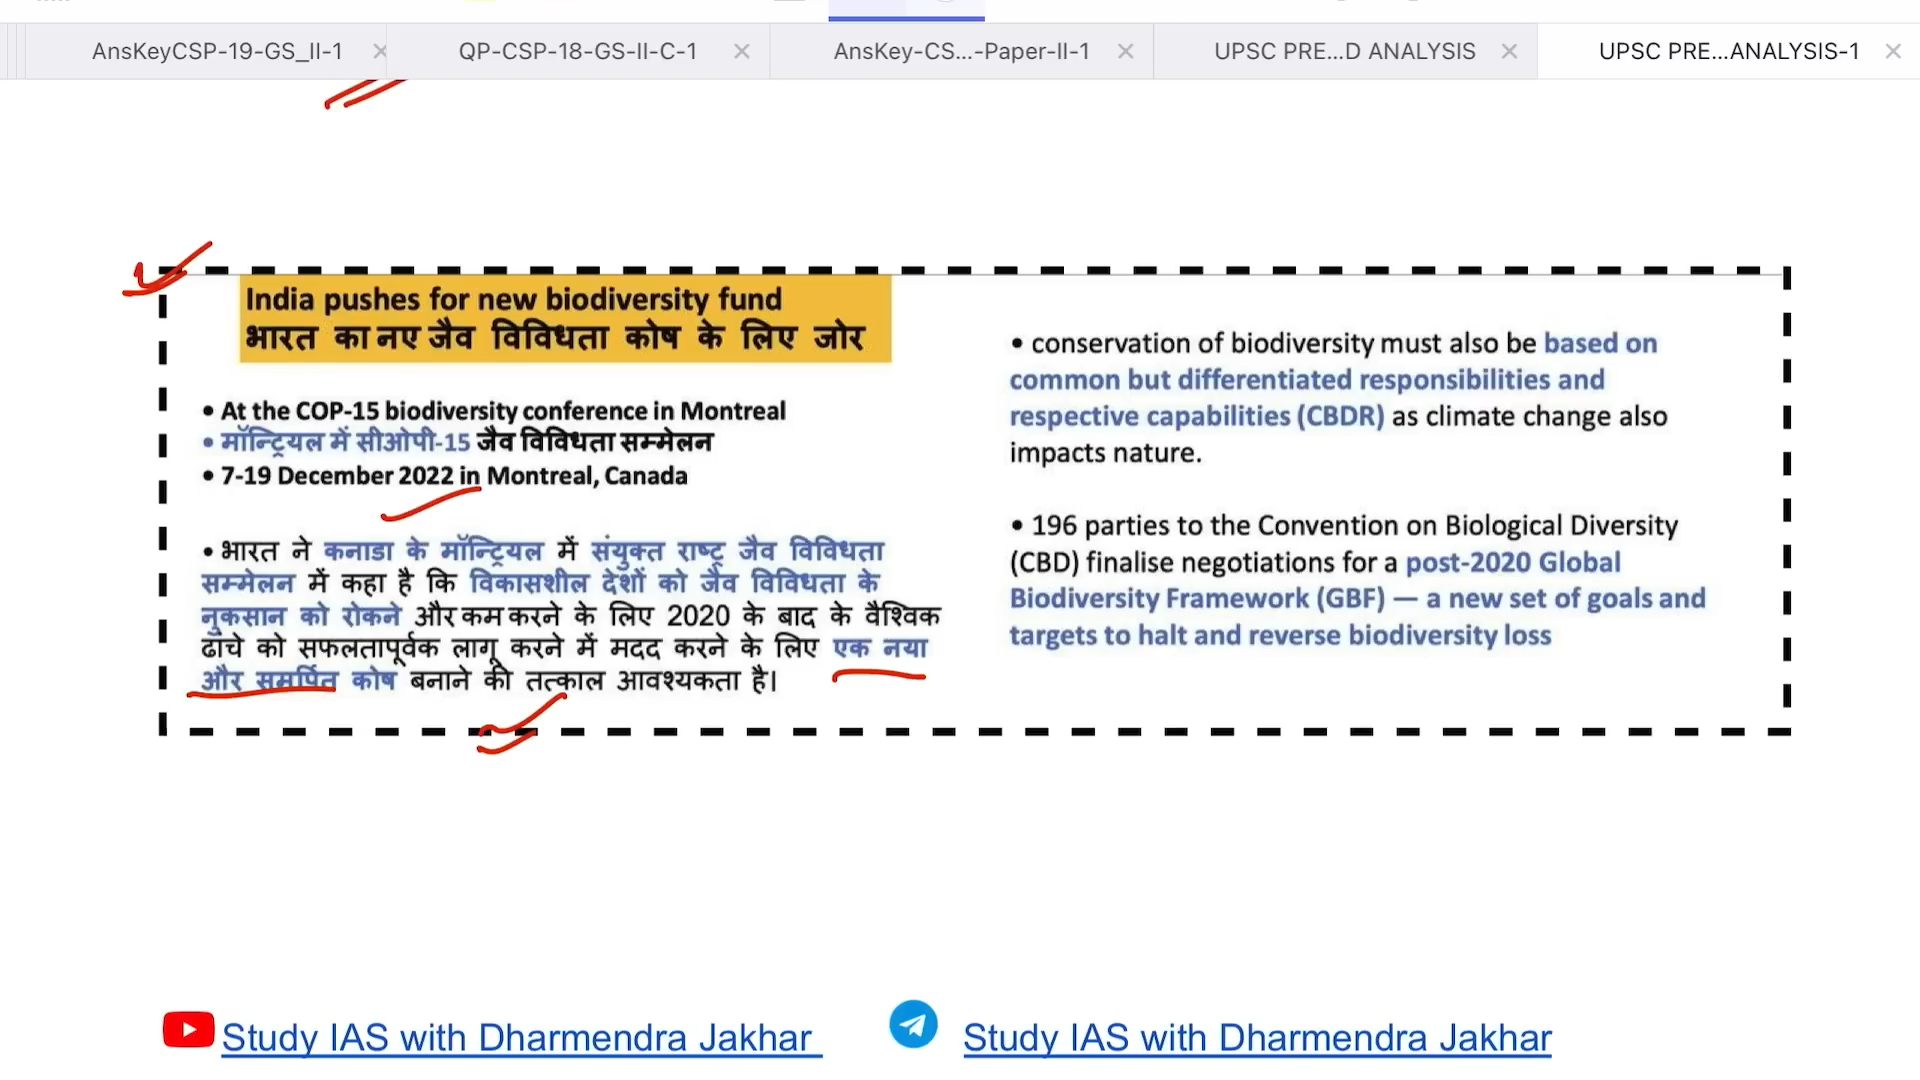 AnsKeyCSP-19-GS_II-1
QP-CSP-18-GS-II-C-1
AnsKey-CS...-Paper-II-1
UPSC PRE...D ANALYSIS
UPSC PRE...ANALYSIS-1
India pushes for new biodiversity fund
भारत का नए जैव विविधता कोष के लिए जोर
• At the COP-15 biodiversity conference in Montreal
• मॉन्ट्रियल में सीओपी-15 जैव विविधता सम्मेलन
• 7-19 December 2022 in Montreal, Canada
• भारत ने कनाडा के मॉन्ट्रियल में संयुक्त राष्ट्र जैव विविधता
सम्मेलन में कहा है कि विकासशील देशों को जैव विविधता के
नुकसान को रोकने और कम करने के लिए 2020 के बाद के वैश्विक
ढांचे को सफलतापूर्वक लागू करने में मदद करने के लिए एक नया
और समर्पित कोष बनाने की तत्काल आवश्यकता है।
• conservation of biodiversity must also be based on
common but differentiated responsibilities and
respective capabilities (CBDR) as climate change also
impacts nature.
• 196 parties to the Convention on Biological Diversity
(CBD) finalise negotiations for a post-2020 Global
Biodiversity Framework (GBF) — a new set of goals and
targets to halt and reverse biodiversity loss
Study IAS with Dharmendra Jakhar
Study IAS with Dharmendra Jakhar